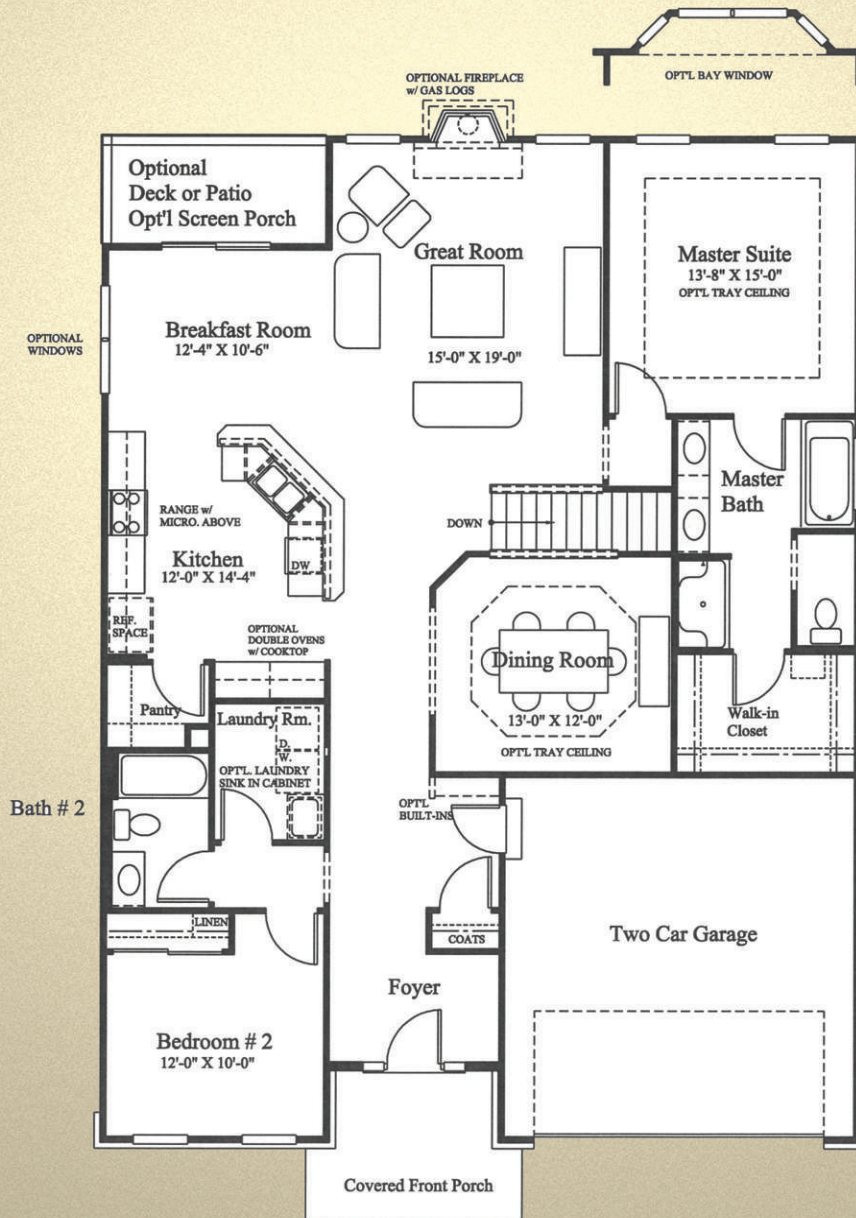 OPT'L BAY WINDOW
OPTIONAL FIREPLACE
w/ GAS LOGS
Optional
Deck or Patio
Opt'l Screen Porch
Great Room
15'-0" X 19'-0"
Master Suite
13'-8" X 15'-0"
OPT'L TRAY CEILING
OPTIONAL
WINDOWS
Breakfast Room
12'-4" X 10'-6"
Master
Bath
RANGE w/
MICRO. ABOVE
DOWN
Kitchen
12'-0" X 14'-4"
DW
REF.
SPACE
OPTIONAL
DOUBLE OVENS
w/ COOKTOP
Dining Room
13'-0" X 12'-0"
OPT'L TRAY CEILING
Pantry
Laundry Rm.
D.
W.
OPT'L. LAUNDRY
SINK IN CABINET
Walk-in
Closet
Bath # 2
OPT'L
BUILT-INS
LINEN
COATS
Two Car Garage
Foyer
Bedroom # 2
12'-0" X 10'-0"
Covered Front Porch